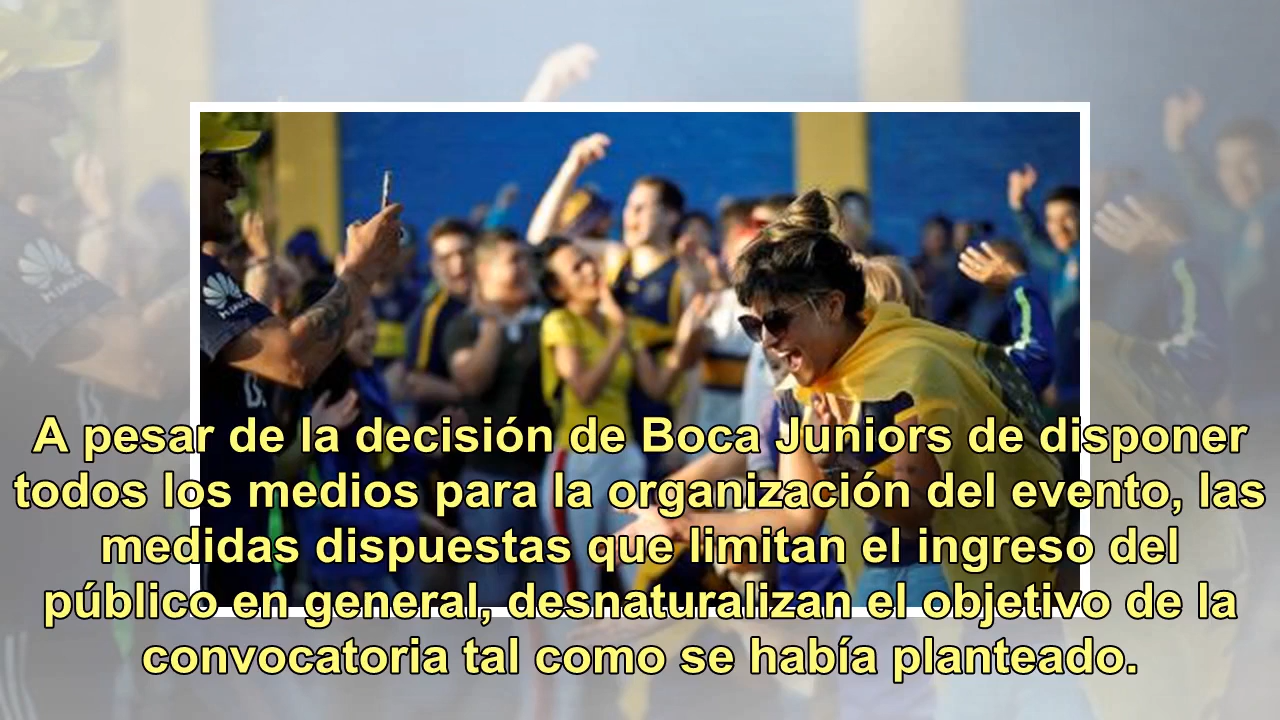 A pesar de la decisión de Boca Juniors de disponer
todos los medios para la organización del evento, las
medidas dispuestas que limitan el ingreso del
público en general, desnaturalizan el objetivo de la
convocatoria tal como se había planteado.